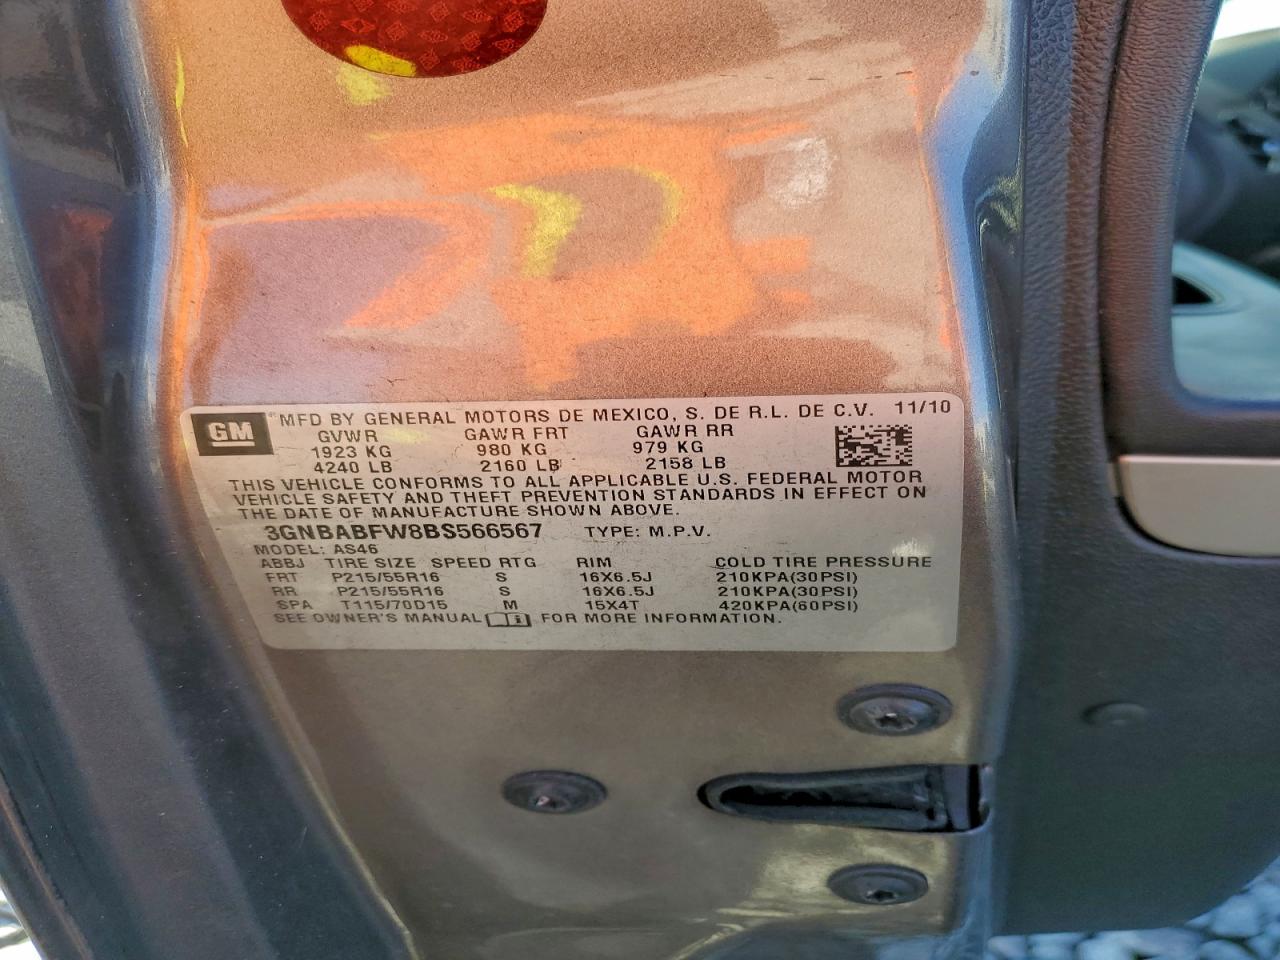 GM MFD BY GENERAL MOTORS DE MEXICO, S. DE R.L. DE C.V. 11/10
GVWR GAWR FRT GAWR RR
1923 KG 980 KG 979 KG
4240 LB 2160 LB 2158 LB
THIS VEHICLE CONFORMS TO ALL APPLICABLE U.S. FEDERAL MOTOR
VEHICLE SAFETY AND THEFT PREVENTION STANDARDS IN EFFECT ON
THE DATE OF MANUFACTURE SHOWN ABOVE.
3GNBABFW8BS566567 TYPE: M.P.V.
MODEL: AS46
ABBJ TIRE SIZE SPEED RTG RIM COLD TIRE PRESSURE
FRT P215/55R16 S 16X6.5J 210KPA(30PSI)
RR P215/55R16 S 16X6.5J 210KPA(30PSI)
SPA T115/70D15 M 15X4T 420KPA(60PSI)
SEE OWNER'S MANUAL FOR MORE INFORMATION.